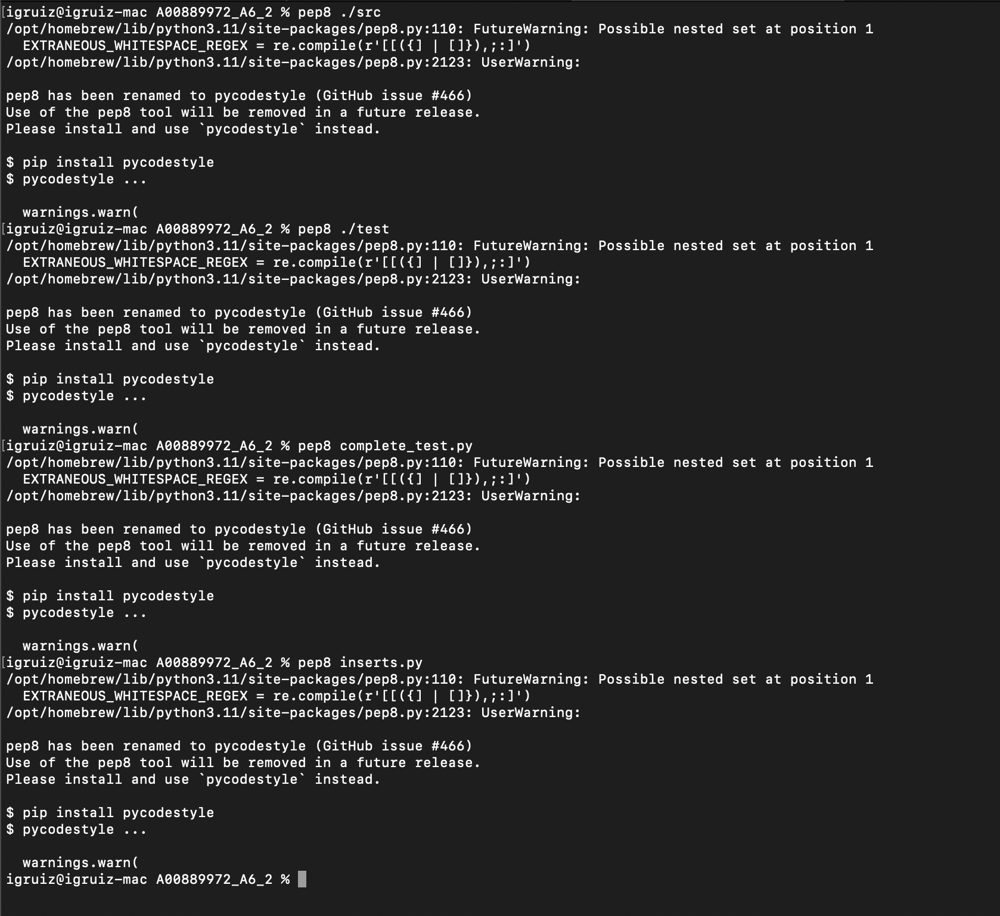 [igruiz@igruiz-mac A00889972_A6_2 % pep8 ./src
/opt/homebrew/lib/python3.11/site-packages/pep8.py:110: FutureWarning: Possible nested set at position 1
  EXTRANEOUS_WHITESPACE_REGEX = re.compile(r'[[({] | []}),;:]')
/opt/homebrew/lib/python3.11/site-packages/pep8.py:2123: UserWarning:

pep8 has been renamed to pycodestyle (GitHub issue #466)
Use of the pep8 tool will be removed in a future release.
Please install and use `pycodestyle` instead.

$ pip install pycodestyle
$ pycodestyle ...

  warnings.warn(
[igruiz@igruiz-mac A00889972_A6_2 % pep8 ./test
/opt/homebrew/lib/python3.11/site-packages/pep8.py:110: FutureWarning: Possible nested set at position 1
  EXTRANEOUS_WHITESPACE_REGEX = re.compile(r'[[({] | []}),;:]')
/opt/homebrew/lib/python3.11/site-packages/pep8.py:2123: UserWarning:

pep8 has been renamed to pycodestyle (GitHub issue #466)
Use of the pep8 tool will be removed in a future release.
Please install and use `pycodestyle` instead.

$ pip install pycodestyle
$ pycodestyle ...

  warnings.warn(
[igruiz@igruiz-mac A00889972_A6_2 % pep8 complete_test.py
/opt/homebrew/lib/python3.11/site-packages/pep8.py:110: FutureWarning: Possible nested set at position 1
  EXTRANEOUS_WHITESPACE_REGEX = re.compile(r'[[({] | []}),;:]')
/opt/homebrew/lib/python3.11/site-packages/pep8.py:2123: UserWarning:

pep8 has been renamed to pycodestyle (GitHub issue #466)
Use of the pep8 tool will be removed in a future release.
Please install and use `pycodestyle` instead.

$ pip install pycodestyle
$ pycodestyle ...

  warnings.warn(
[igruiz@igruiz-mac A00889972_A6_2 % pep8 inserts.py
/opt/homebrew/lib/python3.11/site-packages/pep8.py:110: FutureWarning: Possible nested set at position 1
  EXTRANEOUS_WHITESPACE_REGEX = re.compile(r'[[({] | []}),;:]')
/opt/homebrew/lib/python3.11/site-packages/pep8.py:2123: UserWarning:

pep8 has been renamed to pycodestyle (GitHub issue #466)
Use of the pep8 tool will be removed in a future release.
Please install and use `pycodestyle` instead.

$ pip install pycodestyle
$ pycodestyle ...

  warnings.warn(
igruiz@igruiz-mac A00889972_A6_2 %